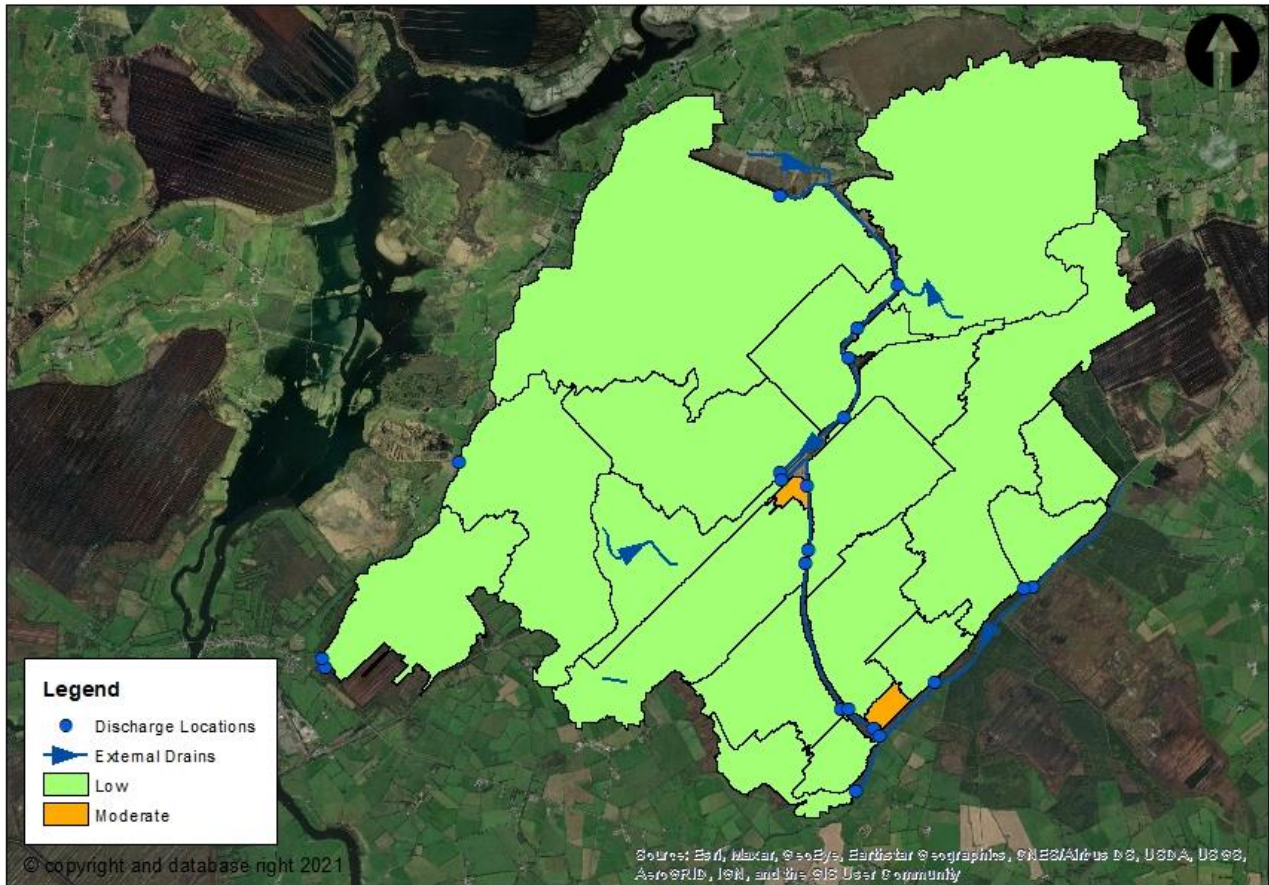 Legend
Discharge Locations
External Drains
Low
Moderate
© copyright and database right 2021
Source: Esri, Maxar, GeoEye, Earthstar Geographics, CNES/Airbus DS, USDA, USGS,
AeroGRID, IGN, and the GIS User Community